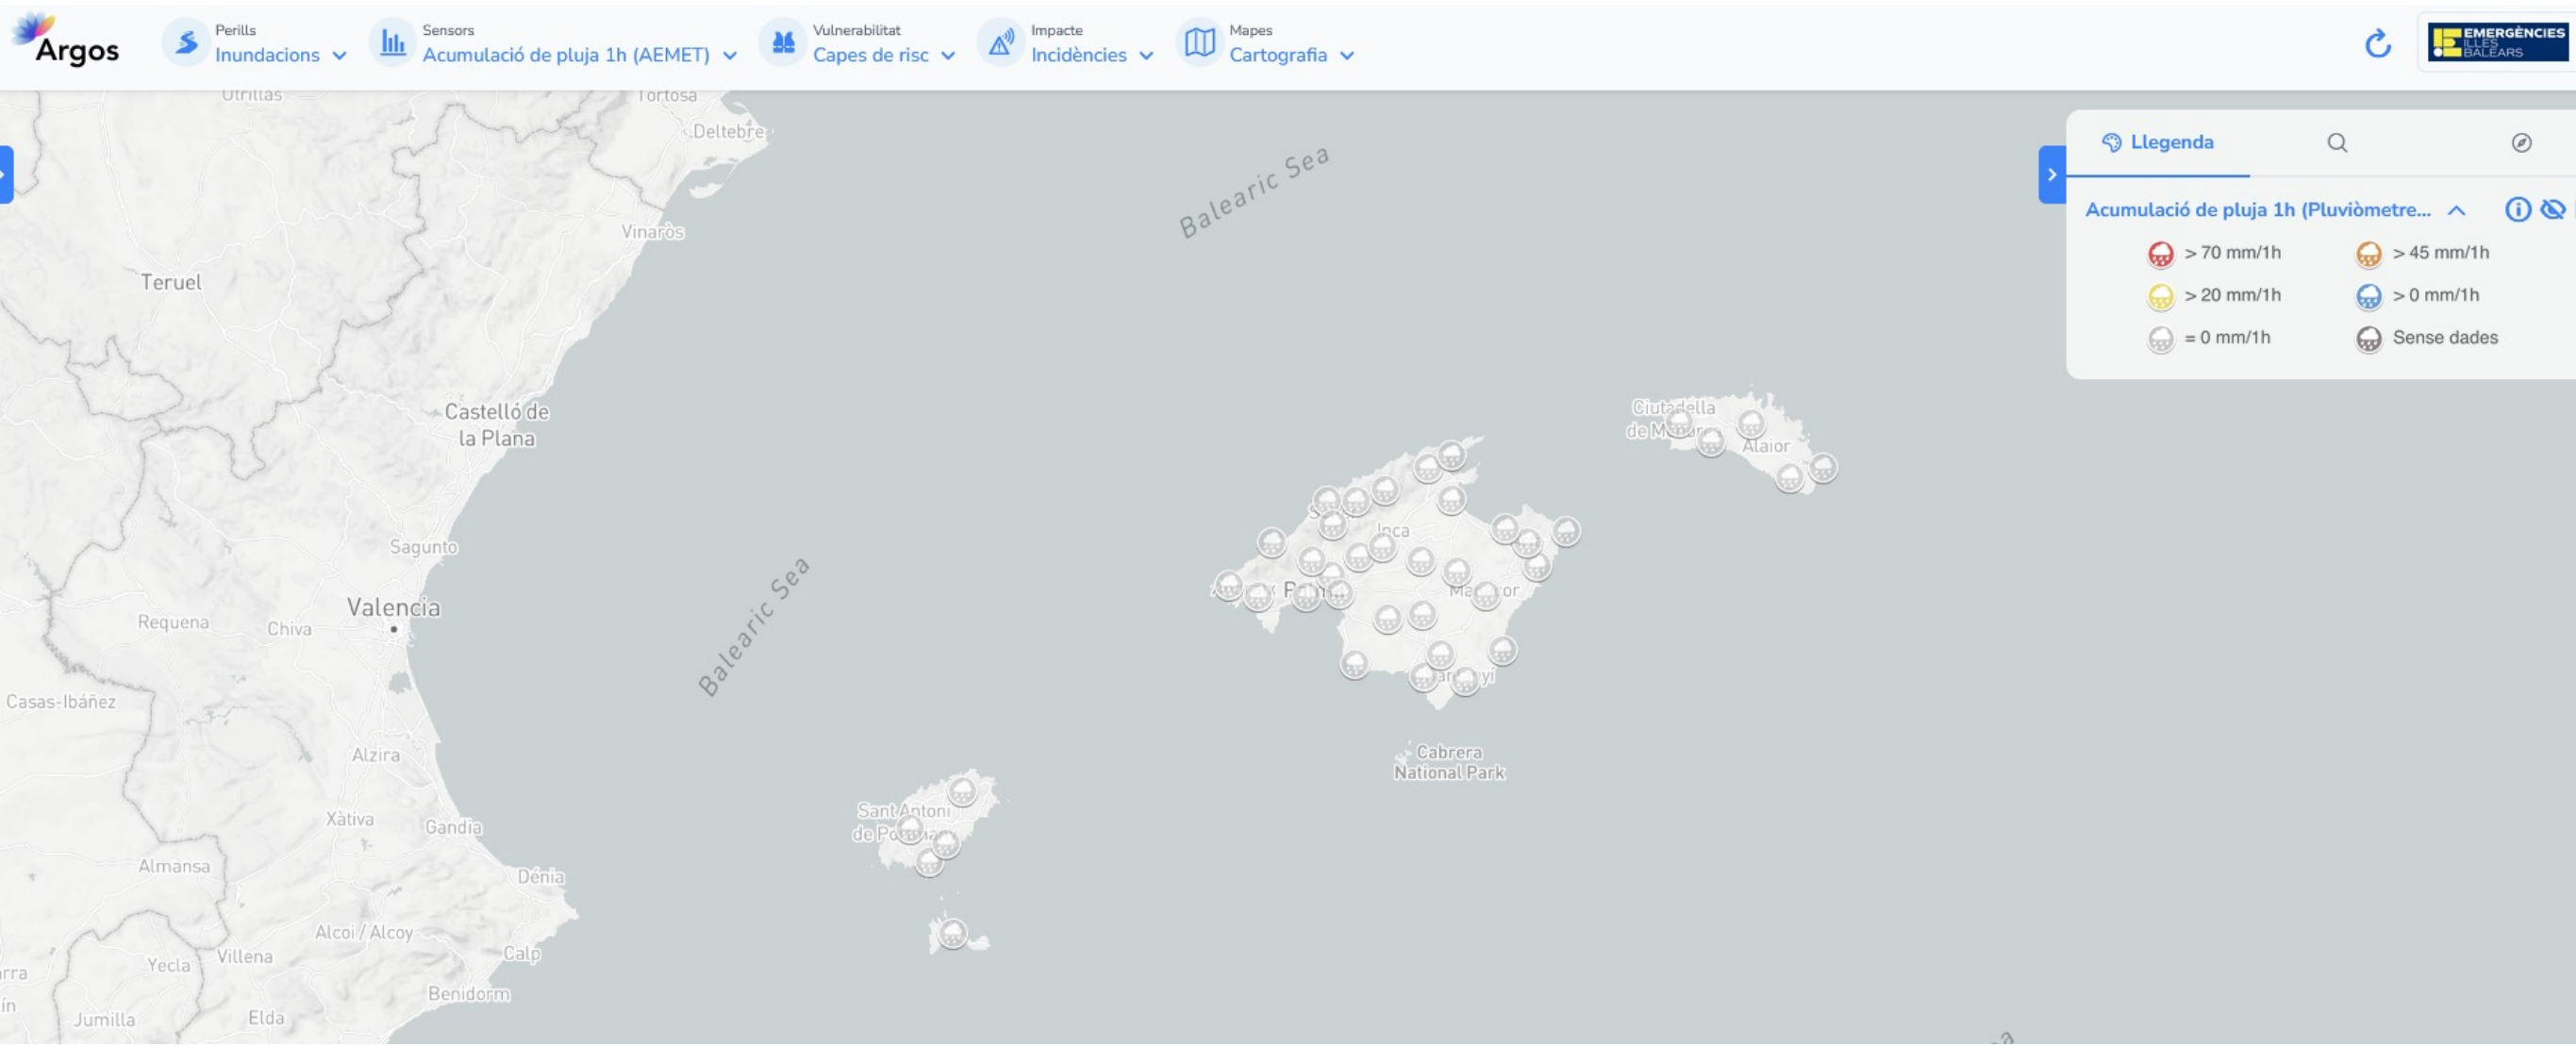 Argos
Perills
Inundacions
Sensors
Acumulació de pluja 1h (AEMET)
Vulnerabilitat
Capes de risc
Impacte
Incidències
Mapes
Cartografia
EMERGÈNCIES
ILLES
BALEARS
Llegenda
Acumulació de pluja 1h (Pluviòmetre...
> 70 mm/1h
> 45 mm/1h
> 20 mm/1h
> 0 mm/1h
= 0 mm/1h
Sense dades
Utrillas
Tortosa
Deltebre
Balearic Sea
Vinaròs
Teruel
Castelló de
la Plana
Ciutadella
Alaior
Inca
Sagunto
Balearic Sea
Valencia
Requena
Chiva
Casas-Ibáñez
Alzira
Cabrera
National Park
Xàtiva
Gandia
Sant Antoni
Almansa
Dénia
Alcoi / Alcoy
Calp
Villena
Yecla
Benidorm
Jumilla
Elda